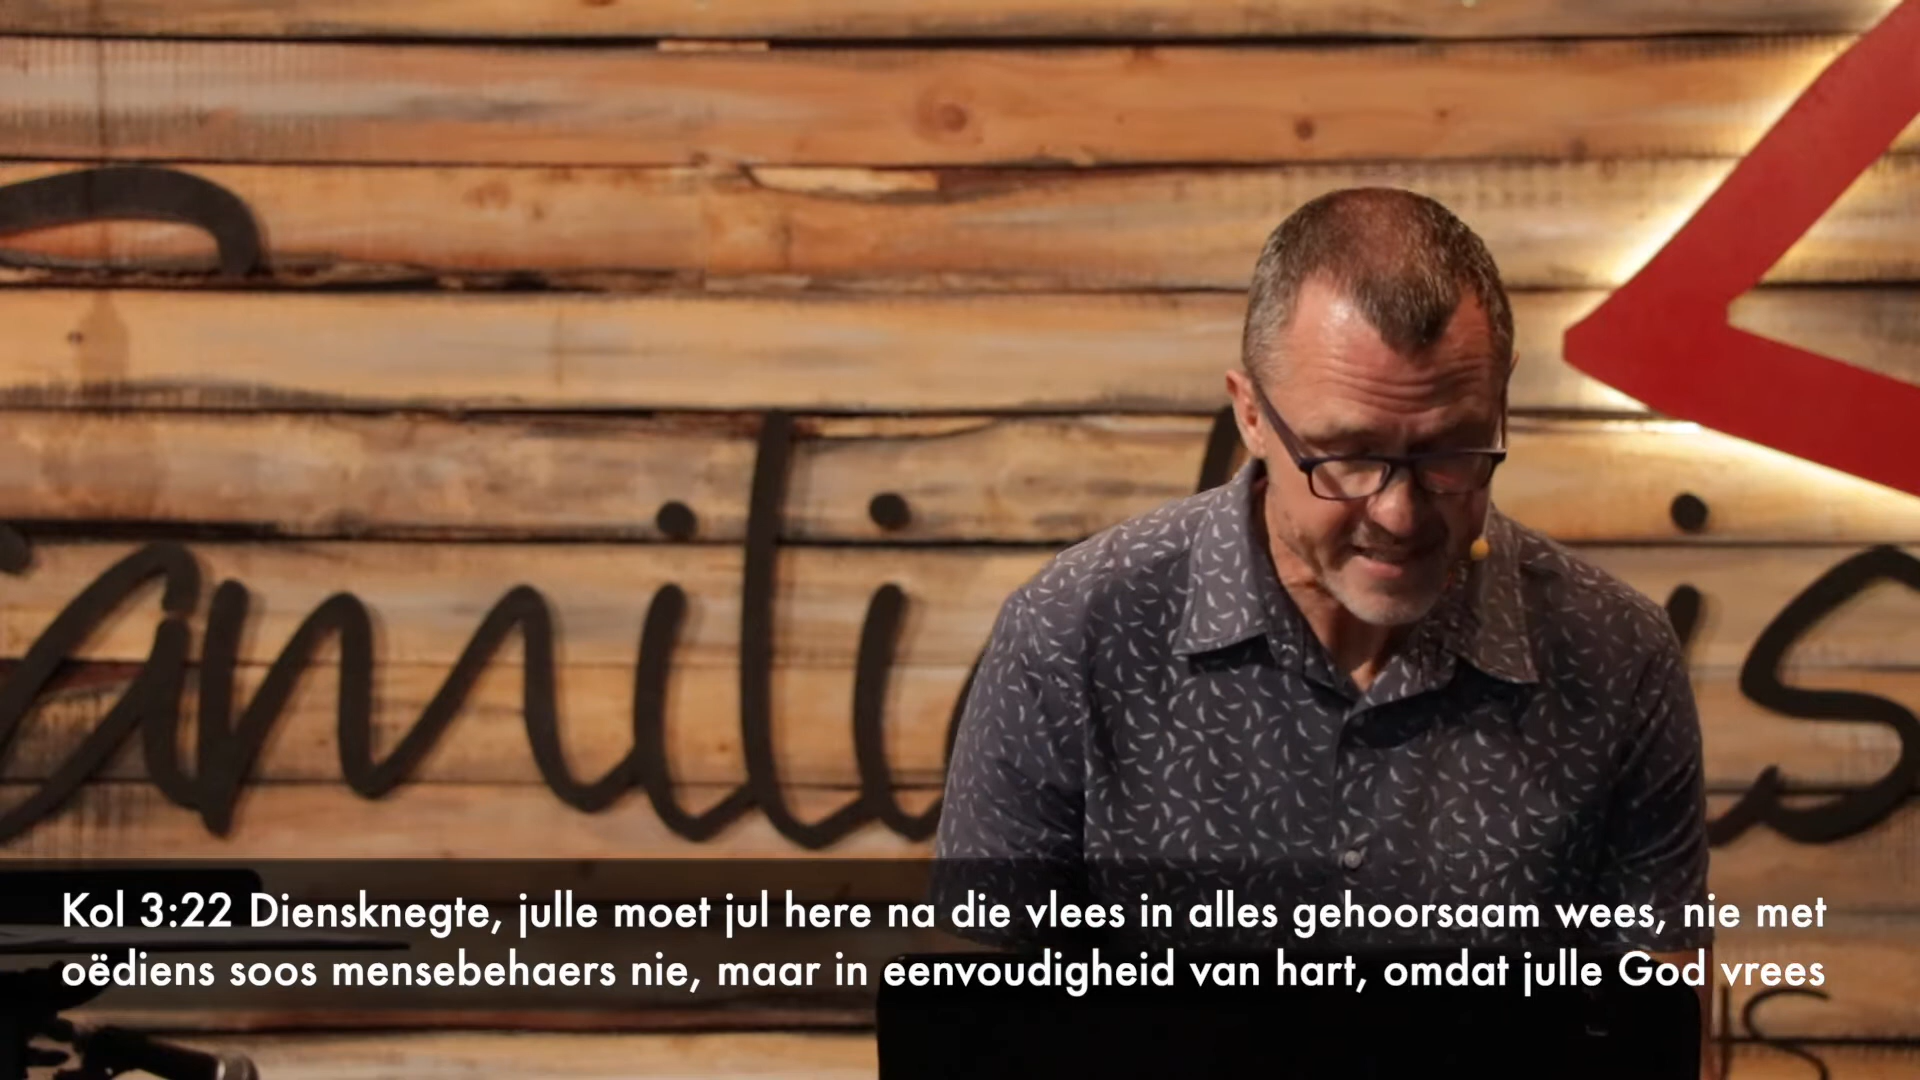 Kol 3:22 Diensknegte, julle moet jul here na die vlees in alles gehoorsaam wees, nie met
oëdiens soos mensebehaers nie, maar in eenvoudigheid van hart, omdat julle God vrees